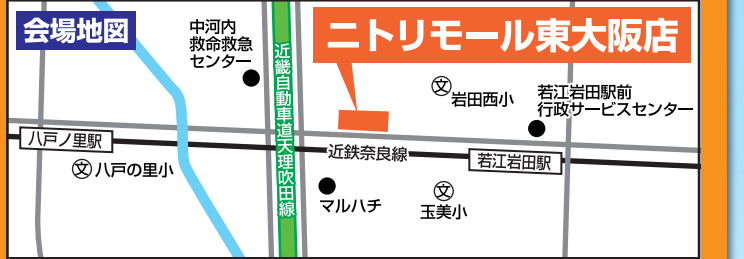 会場地図
中河内
救命救急
センター
近畿自動車道天理吹田線
ニトリモール東大阪店
文
岩田西小
若江岩田駅前
行政サービスセンター
八戸ノ里駅
文
八戸の里小
近鉄奈良線
若江岩田駅
マルハチ
文
玉美小